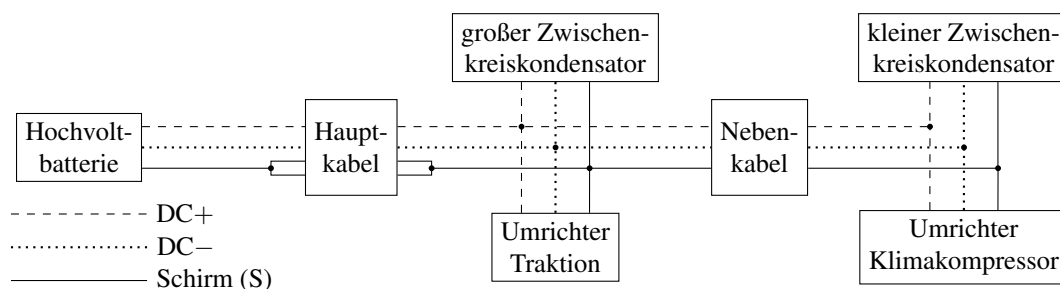 großer Zwischen-
kreiskondensator
kleiner Zwischen-
kreiskondensator
Hochvolt-
batterie
Haupt-
kabel
Neben-
kabel
DC+
DC−
Schirm (S)
Umrichter
Traktion
Umrichter
Klimakompressor